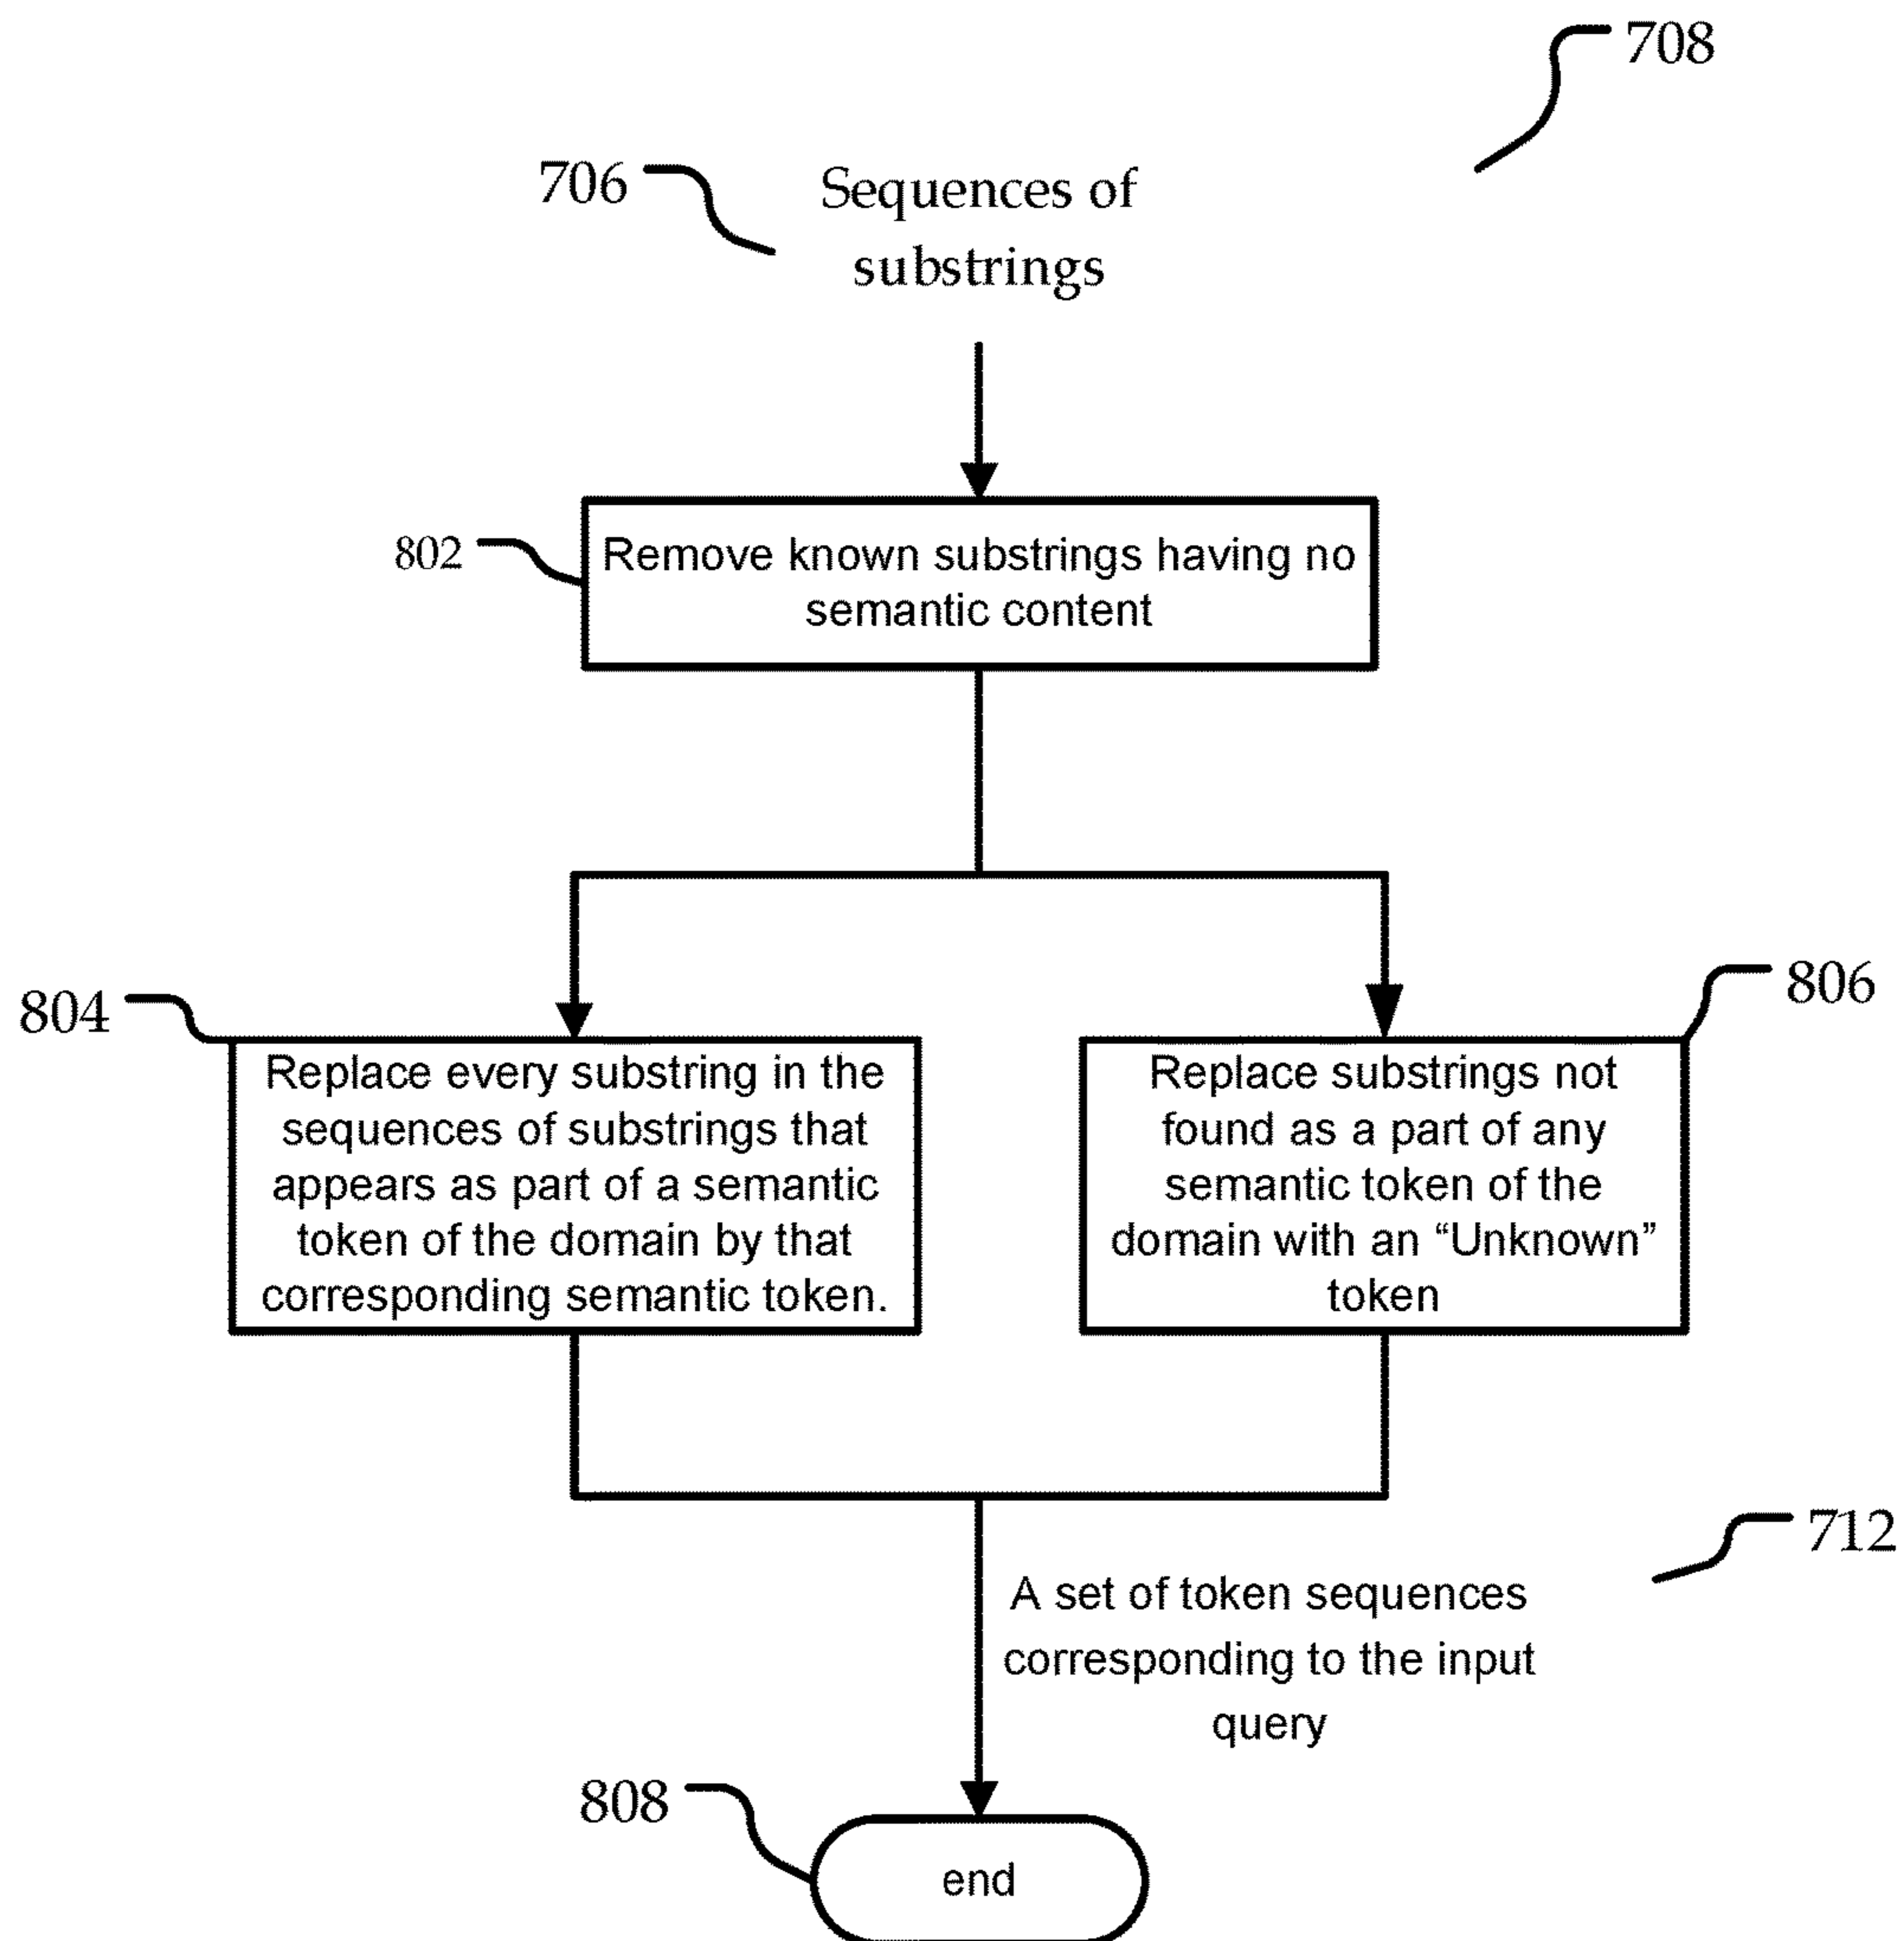 708
706
Sequences of
substrings
802
Remove known substrings having no
semantic content
804
Replace every substring in the
sequences of substrings that
appears as part of a semantic
token of the domain by that
corresponding semantic token.
806
Replace substrings not
found as a part of any
semantic token of the
domain with an “Unknown”
token
712
A set of token sequences
corresponding to the input
query
808
end